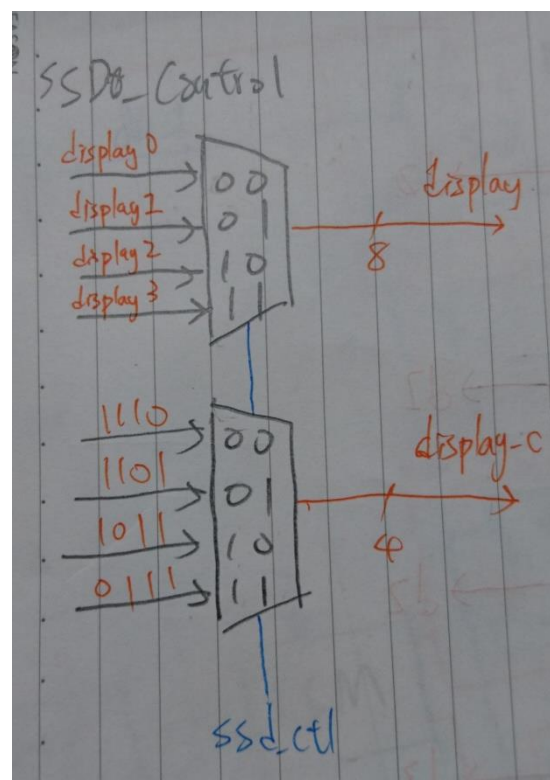 SSD_Control
display 0
display 1
display 2
display 3
00
01
10
11
display
8
1110
1101
1011
0111
00
01
10
11
display_c
4
ssd_ctl